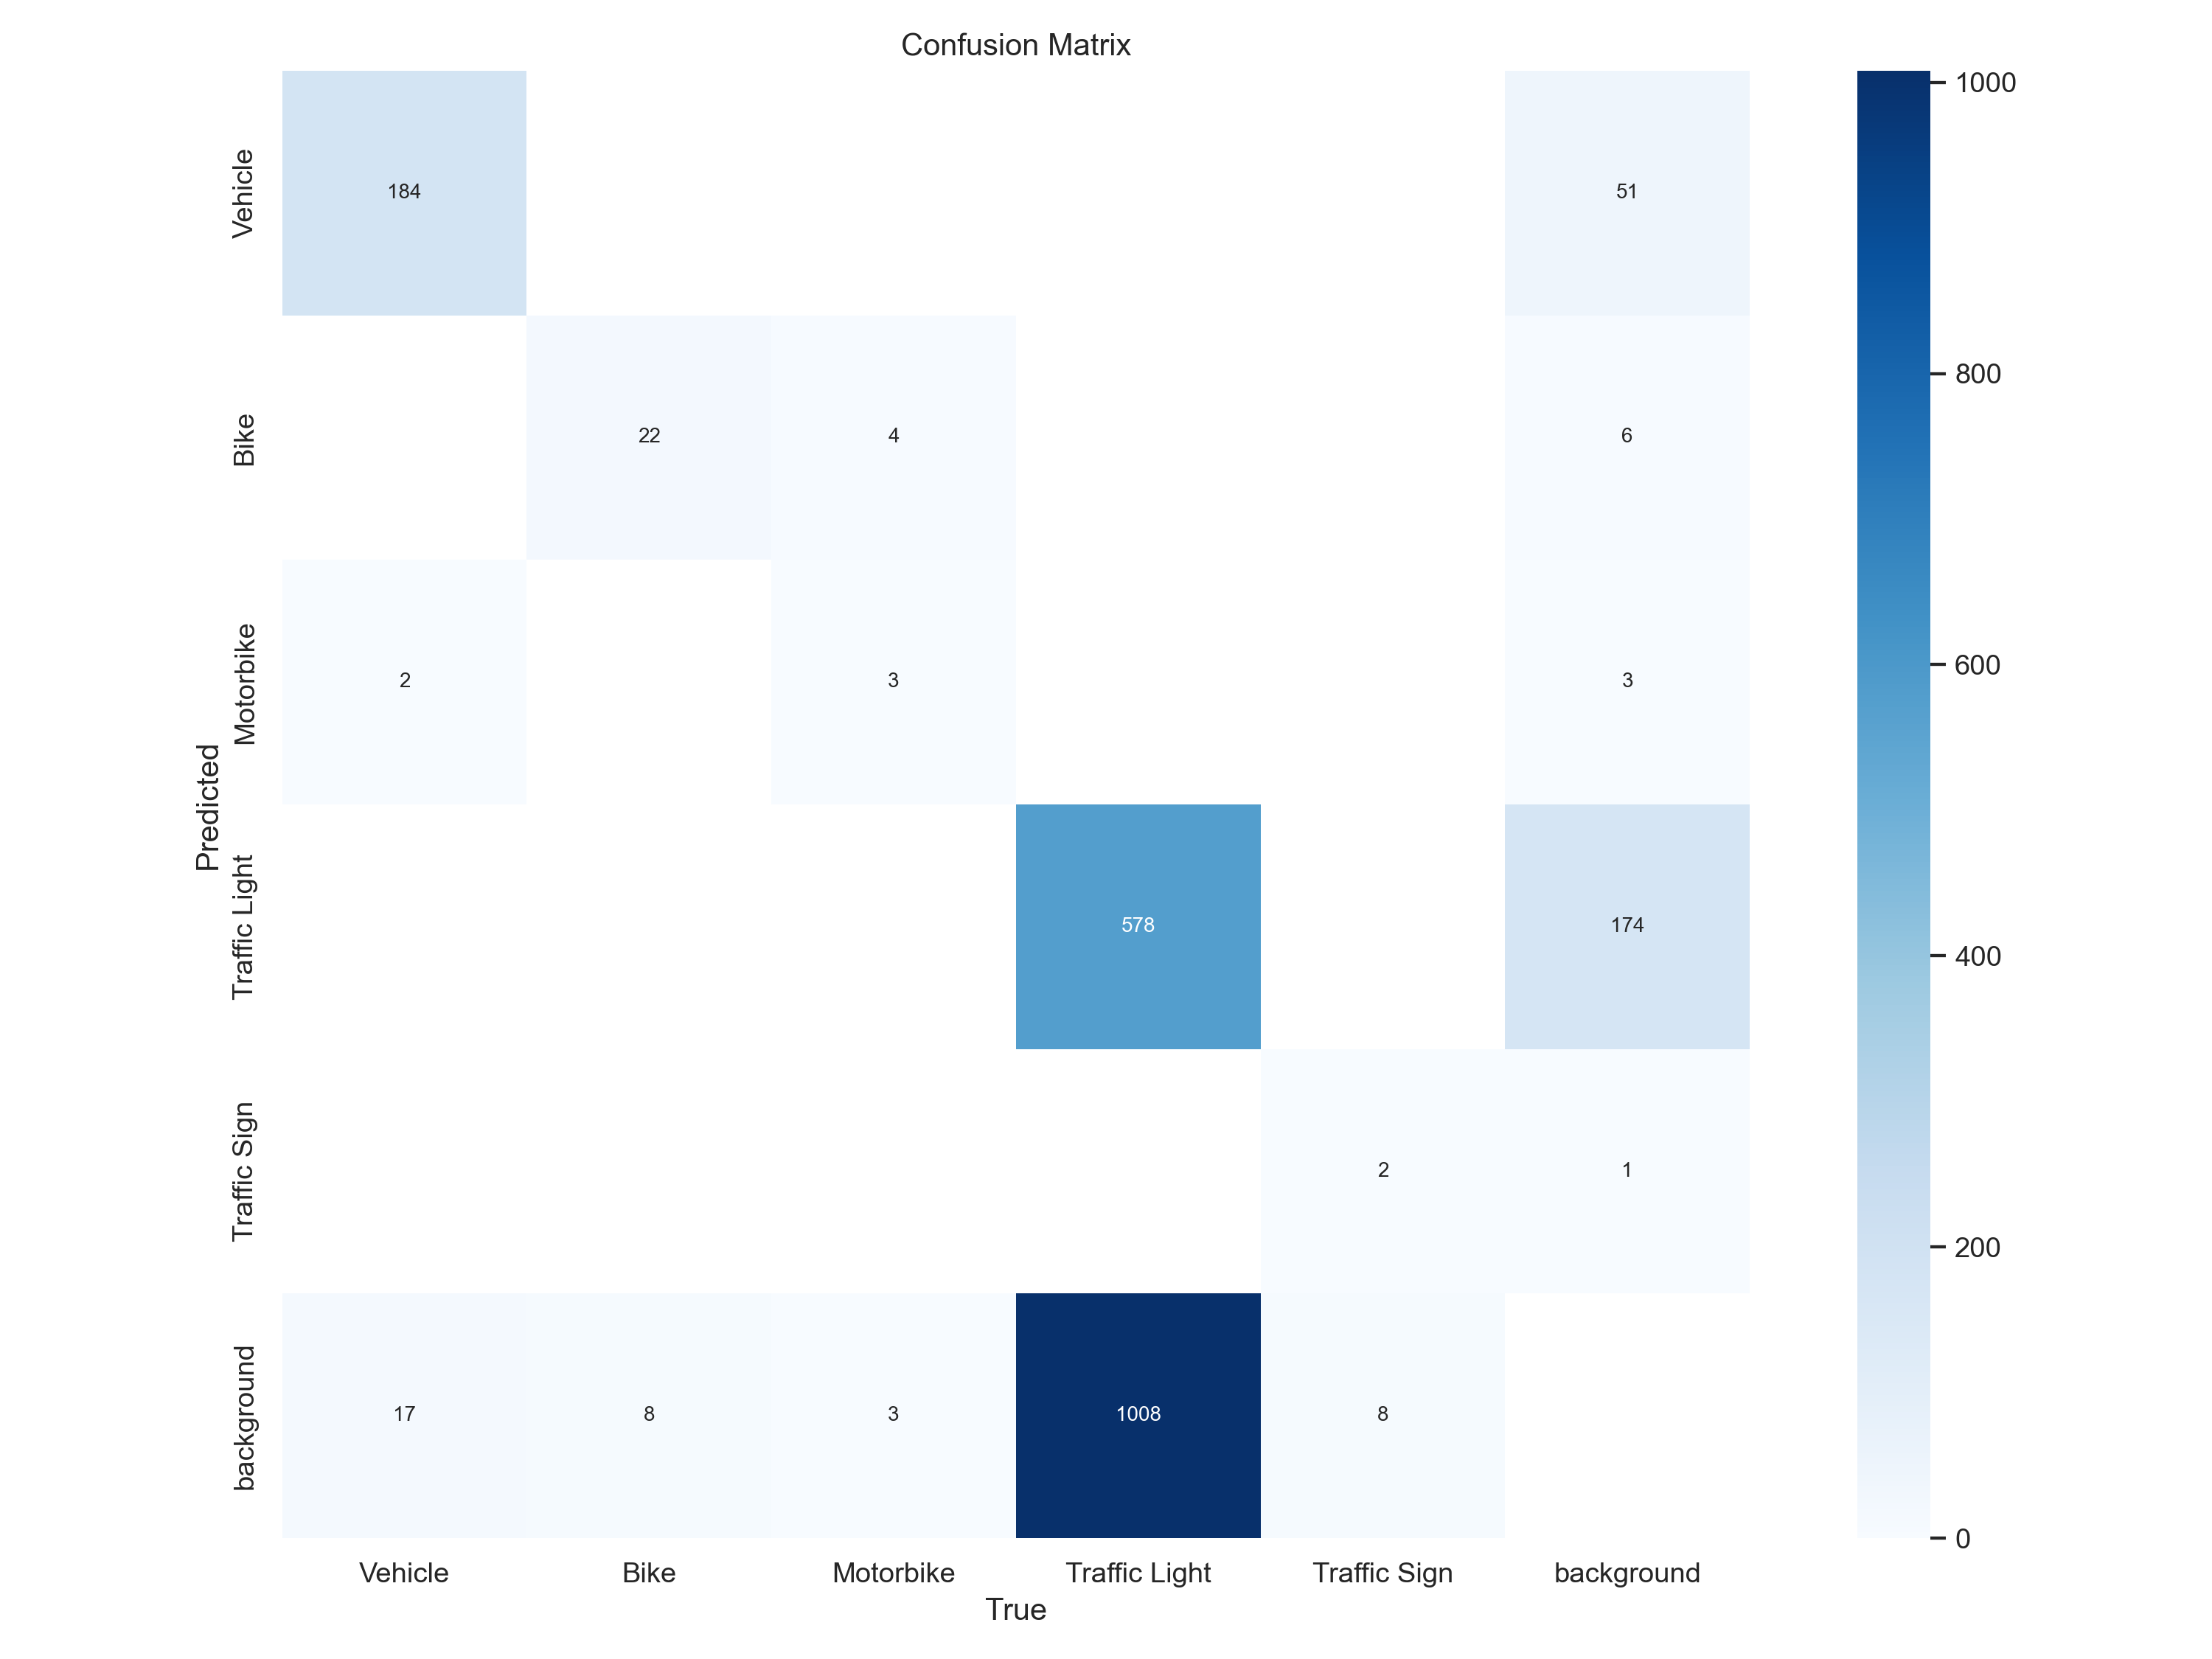 Confusion Matrix
Vehicle
184
51
Bike
22
4
6
Motorbike
2
3
3
Traffic Light
578
174
Traffic Sign
2
1
background
17
8
3
1008
8
Predicted
Vehicle
Bike
Motorbike
Traffic Light
Traffic Sign
background
True
1000
800
600
400
200
0